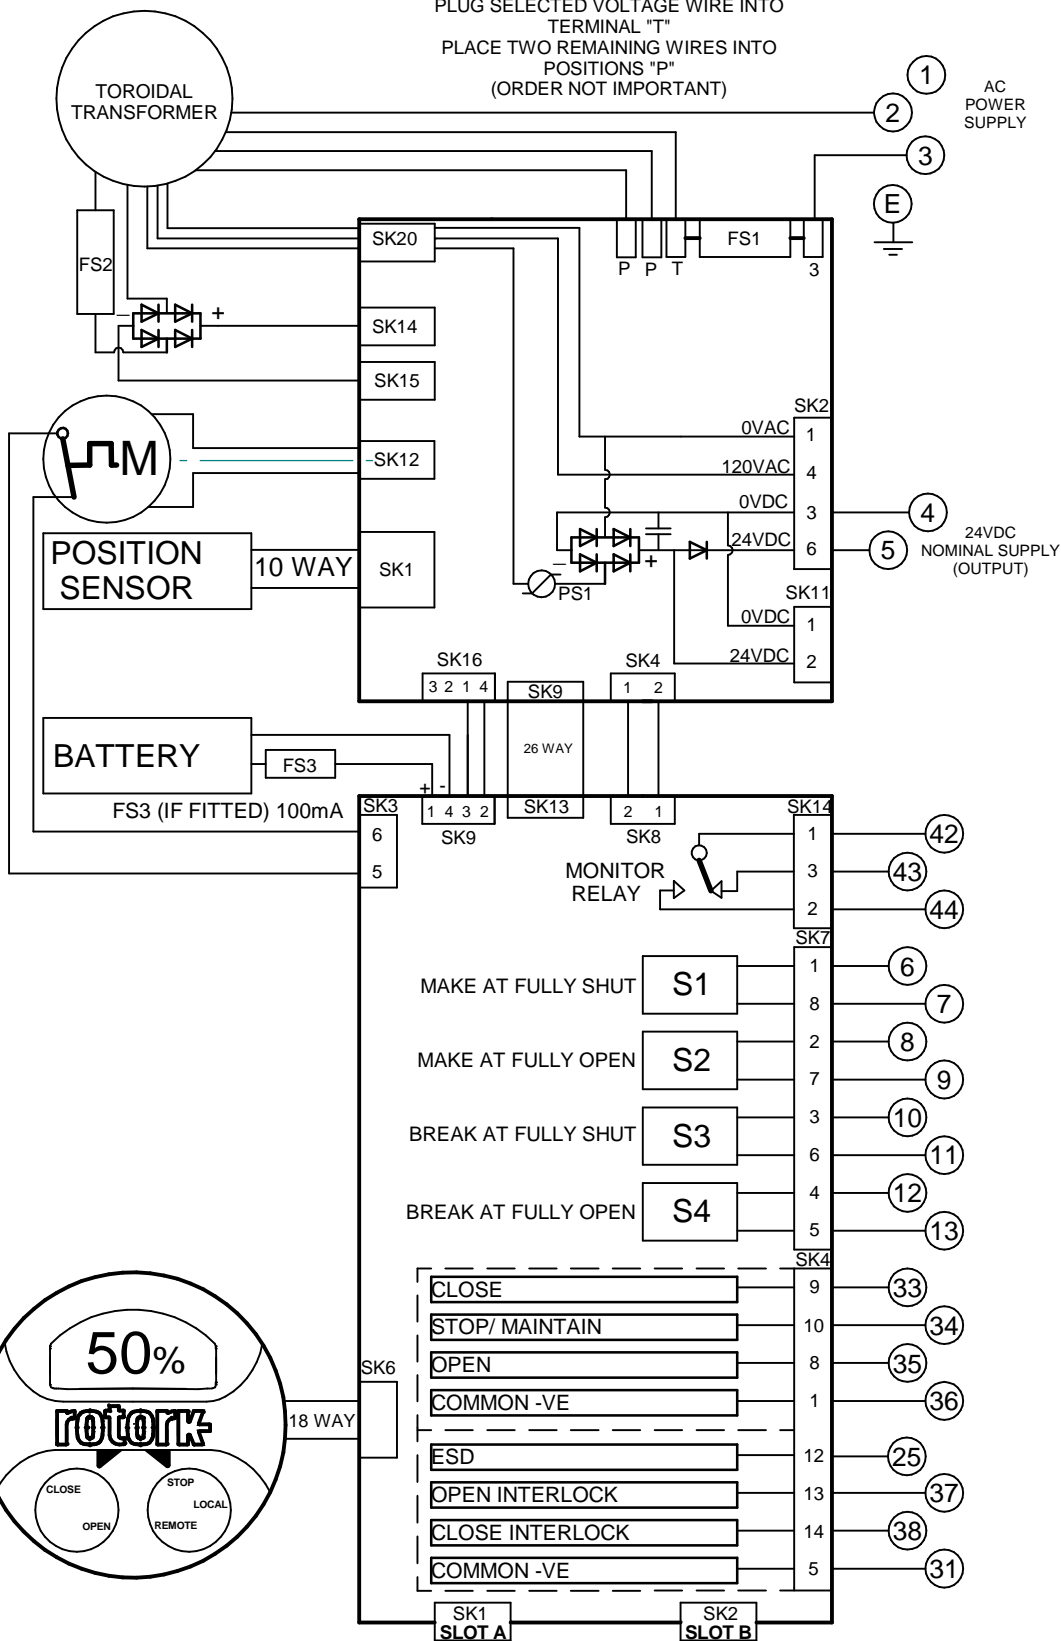 PLUG SELECTED VOLTAGE WIRE INTO
TERMINAL "T"
PLACE TWO REMAINING WIRES INTO
POSITIONS "P"
(ORDER NOT IMPORTANT)
TOROIDAL
TRANSFORMER
1
2
3
E
AC
POWER
SUPPLY
FS2
SK20
P P T
FS1
3
- +
SK14
SK15
M
SK12
SK2
0VAC 1
120VAC 4
0VDC 3
24VDC 6
4
5
24VDC
NOMINAL SUPPLY
(OUTPUT)
POSITION
SENSOR
10 WAY
SK1
- +
PS1
SK11
0VDC 1
24VDC 2
SK16
3 2 1 4
SK9
SK4
1 2
BATTERY
FS3
26 WAY
+ -
FS3 (IF FITTED) 100mA
SK3
6
5
1 4 3 2
SK9
SK13
2 1
SK8
SK14
MONITOR
RELAY
1 42
3 43
2 44
SK7
MAKE AT FULLY SHUT S1
1 6
8 7
MAKE AT FULLY OPEN S2
2 8
7 9
BREAK AT FULLY SHUT S3
3 10
6 11
BREAK AT FULLY OPEN S4
4 12
5 13
SK4
CLOSE 9 33
STOP/ MAINTAIN 10 34
OPEN 8 35
COMMON -VE 1 36
ESD 12 25
OPEN INTERLOCK 13 37
CLOSE INTERLOCK 14 38
COMMON -VE 5 31
50%
rotork
CLOSE
OPEN
STOP
LOCAL
REMOTE
18 WAY
SK6
SK1
SLOT A
SK2
SLOT B